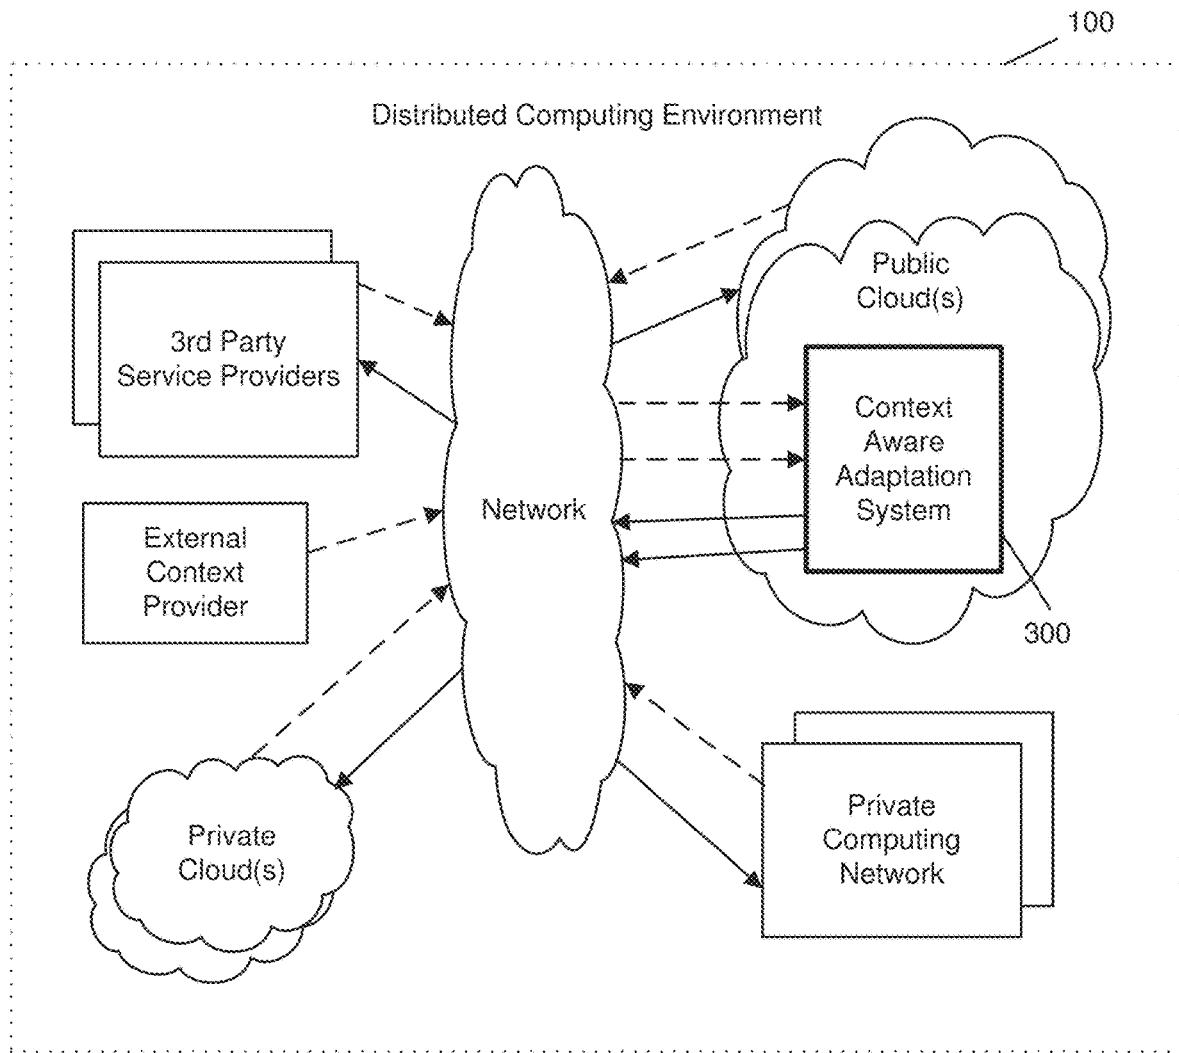 100
Distributed Computing Environment
Public
Cloud(s)
3rd Party
Service Providers
Context
Aware
Adaptation
System
Network
External
Context
Provider
300
Private
Cloud(s)
Private
Computing
Network